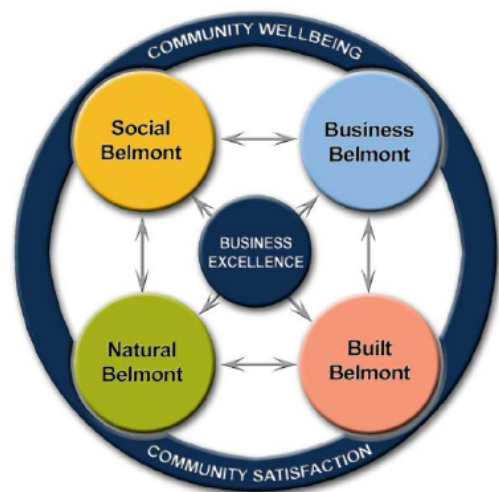 COMMUNITY WELLBEING
Social
Belmont
Business
Belmont
BUSINESS
EXCELLENCE
Natural
Belmont
Built
Belmont
COMMUNITY SATISFACTION